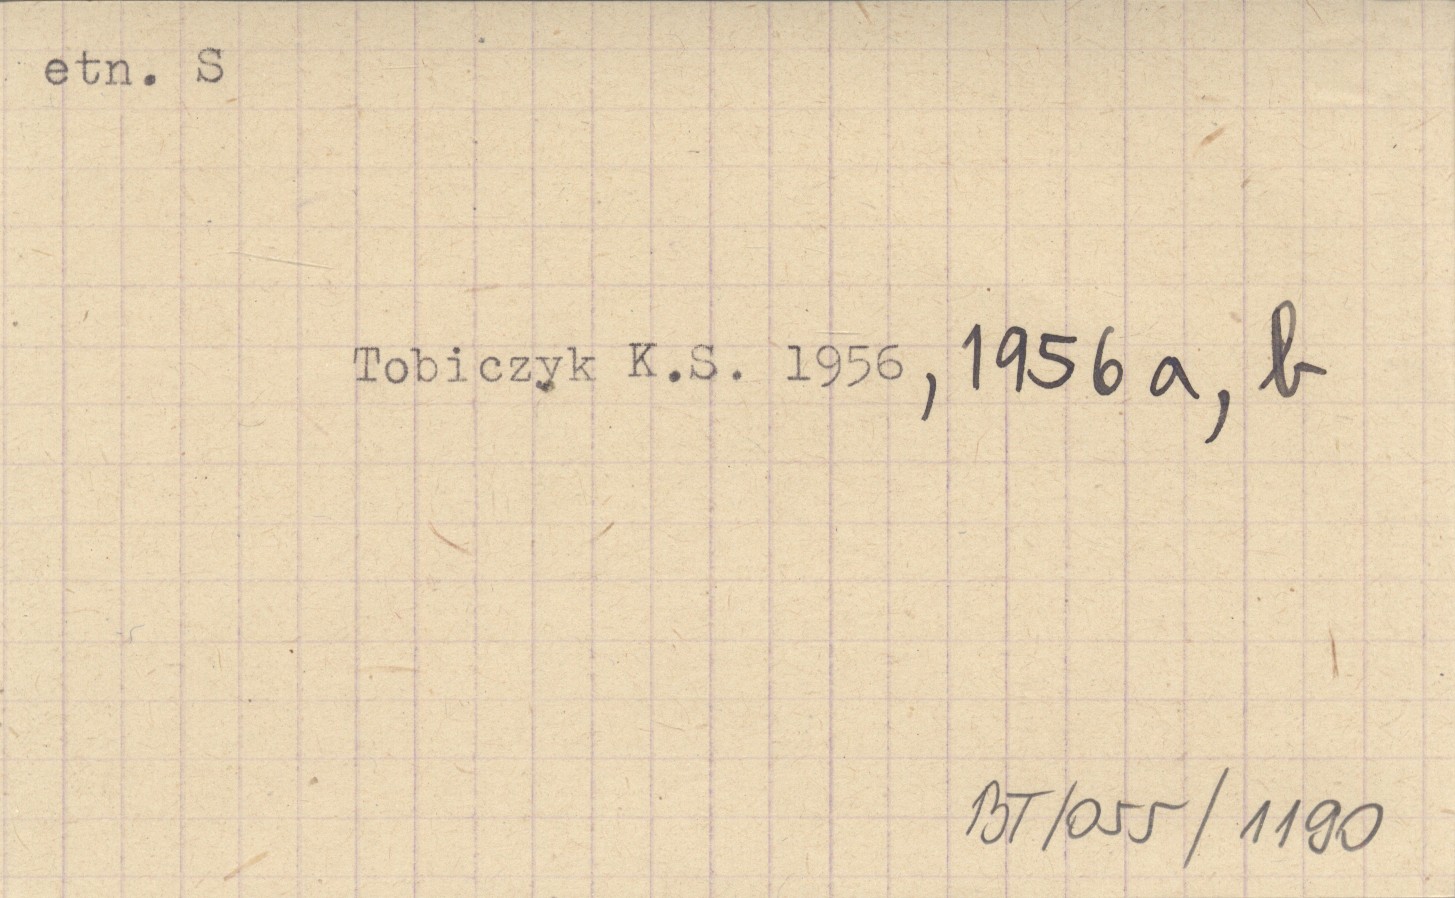 etn. S
Tobiczyk K.S. 1956, 1956 a, b
BT/055/1190